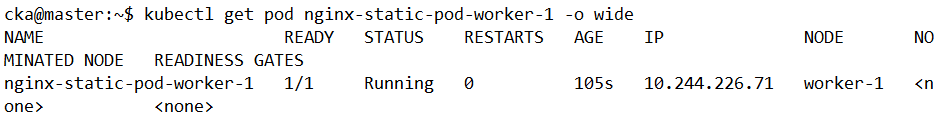 cka@master:~$ kubectl get pod nginx-static-pod-worker-1 -o wide
NAME                        READY   STATUS    RESTARTS   AGE    IP              NODE       NO
MINATED NODE   READINESS GATES
nginx-static-pod-worker-1   1/1     Running   0          105s   10.244.226.71   worker-1   <n
one>           <none>